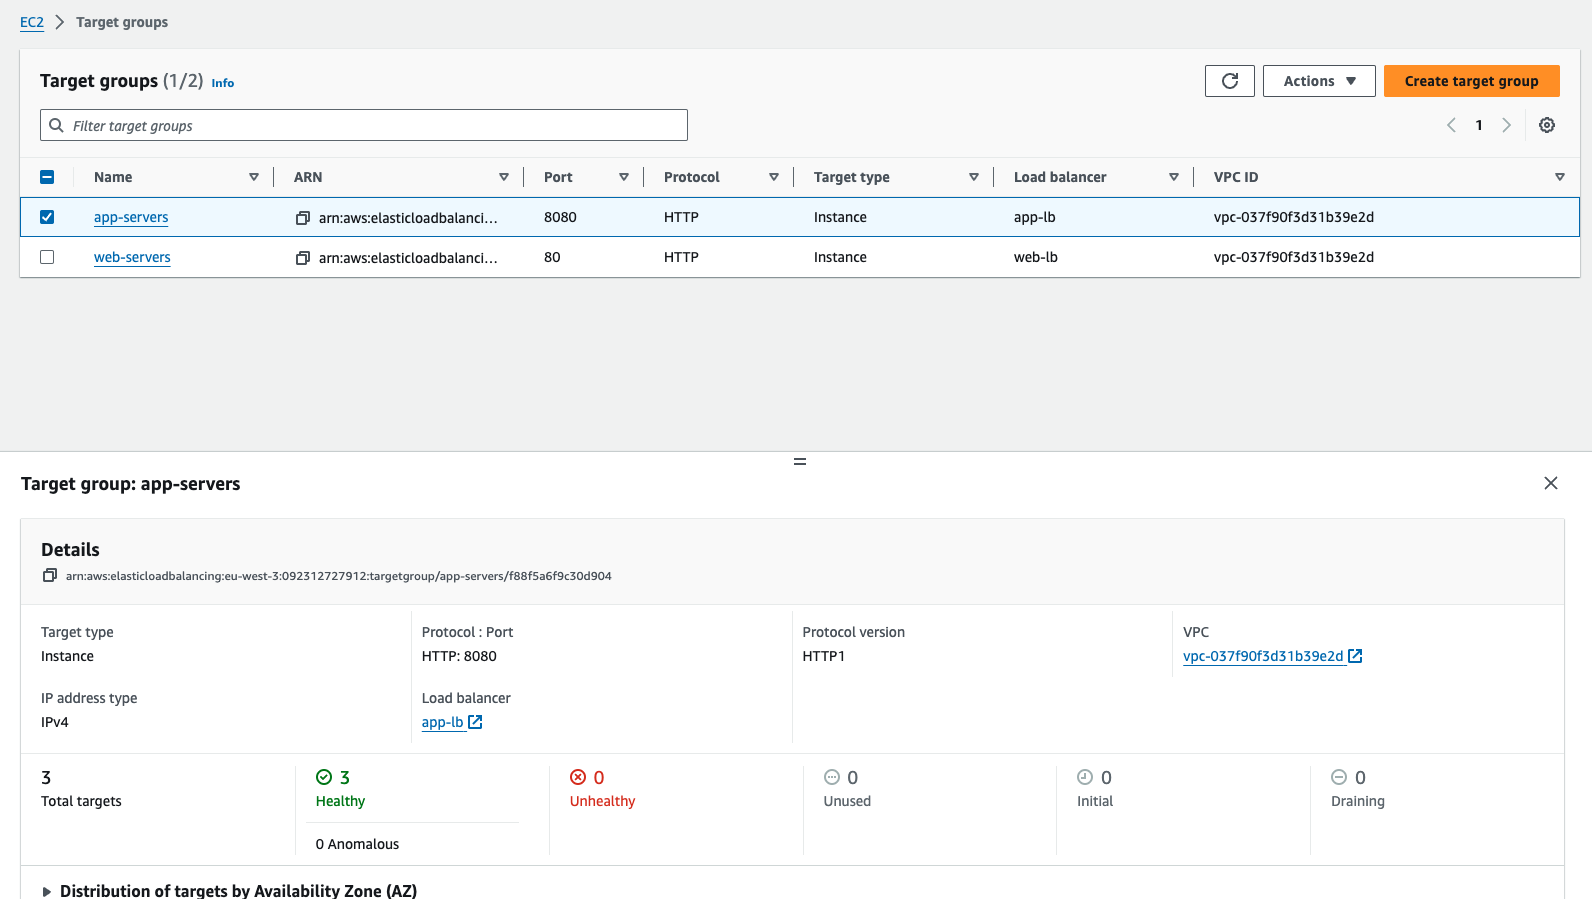 EC2 > Target groups
Target groups (1/2) Info
Actions
Create target group
Filter target groups
1
Name ARN Port Protocol Target type Load balancer VPC ID
app-servers arn:aws:elasticloadbalanci... 8080 HTTP Instance app-lb vpc-037f90f3d31b39e2d
web-servers arn:aws:elasticloadbalanci... 80 HTTP Instance web-lb vpc-037f90f3d31b39e2d
Target group: app-servers
Details
arn:aws:elasticloadbalancing:eu-west-3:092312727912:targetgroup/app-servers/f88f5a6f9c30d904
Target type Protocol : Port Protocol version VPC
Instance HTTP: 8080 HTTP1 vpc-037f90f3d31b39e2d
IP address type Load balancer
IPv4 app-lb
3 3 0 0 0 0
Total targets Healthy Unhealthy Unused Initial Draining
0 Anomalous
Distribution of targets by Availability Zone (AZ)